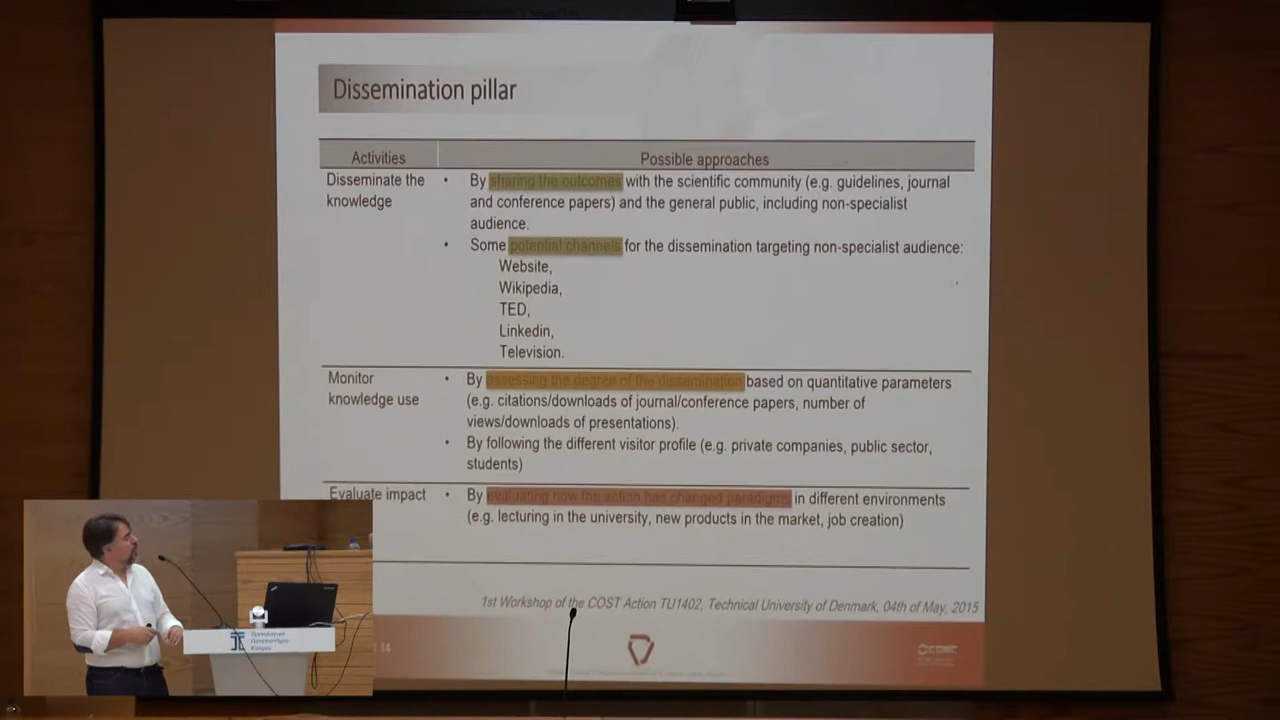 Dissemination pillar
Activities
Possible approaches
Disseminate the
knowledge
• By sharing the outcomes with the scientific community (e.g. guidelines, journal
and conference papers) and the general public, including non-specialist
audience.
• Some potential channels for the dissemination targeting non-specialist audience:
Website,
Wikipedia,
TED,
Linkedin,
Television.
Monitor
knowledge use
• By assessing the degree of the dissemination based on quantitative parameters
(e.g. citations/downloads of journal/conference papers, number of
views/downloads of presentations).
• By following the different visitor profile (e.g. private companies, public sector,
students)
Evaluate impact
• By evaluating how the action has changed paradigms in different environments
(e.g. lecturing in the university, new products in the market, job creation)
1st Workshop of the COST Action TU1402, Technical University of Denmark, 04th of May, 2015
14
Πανεπιστήμιο
Κύπρου